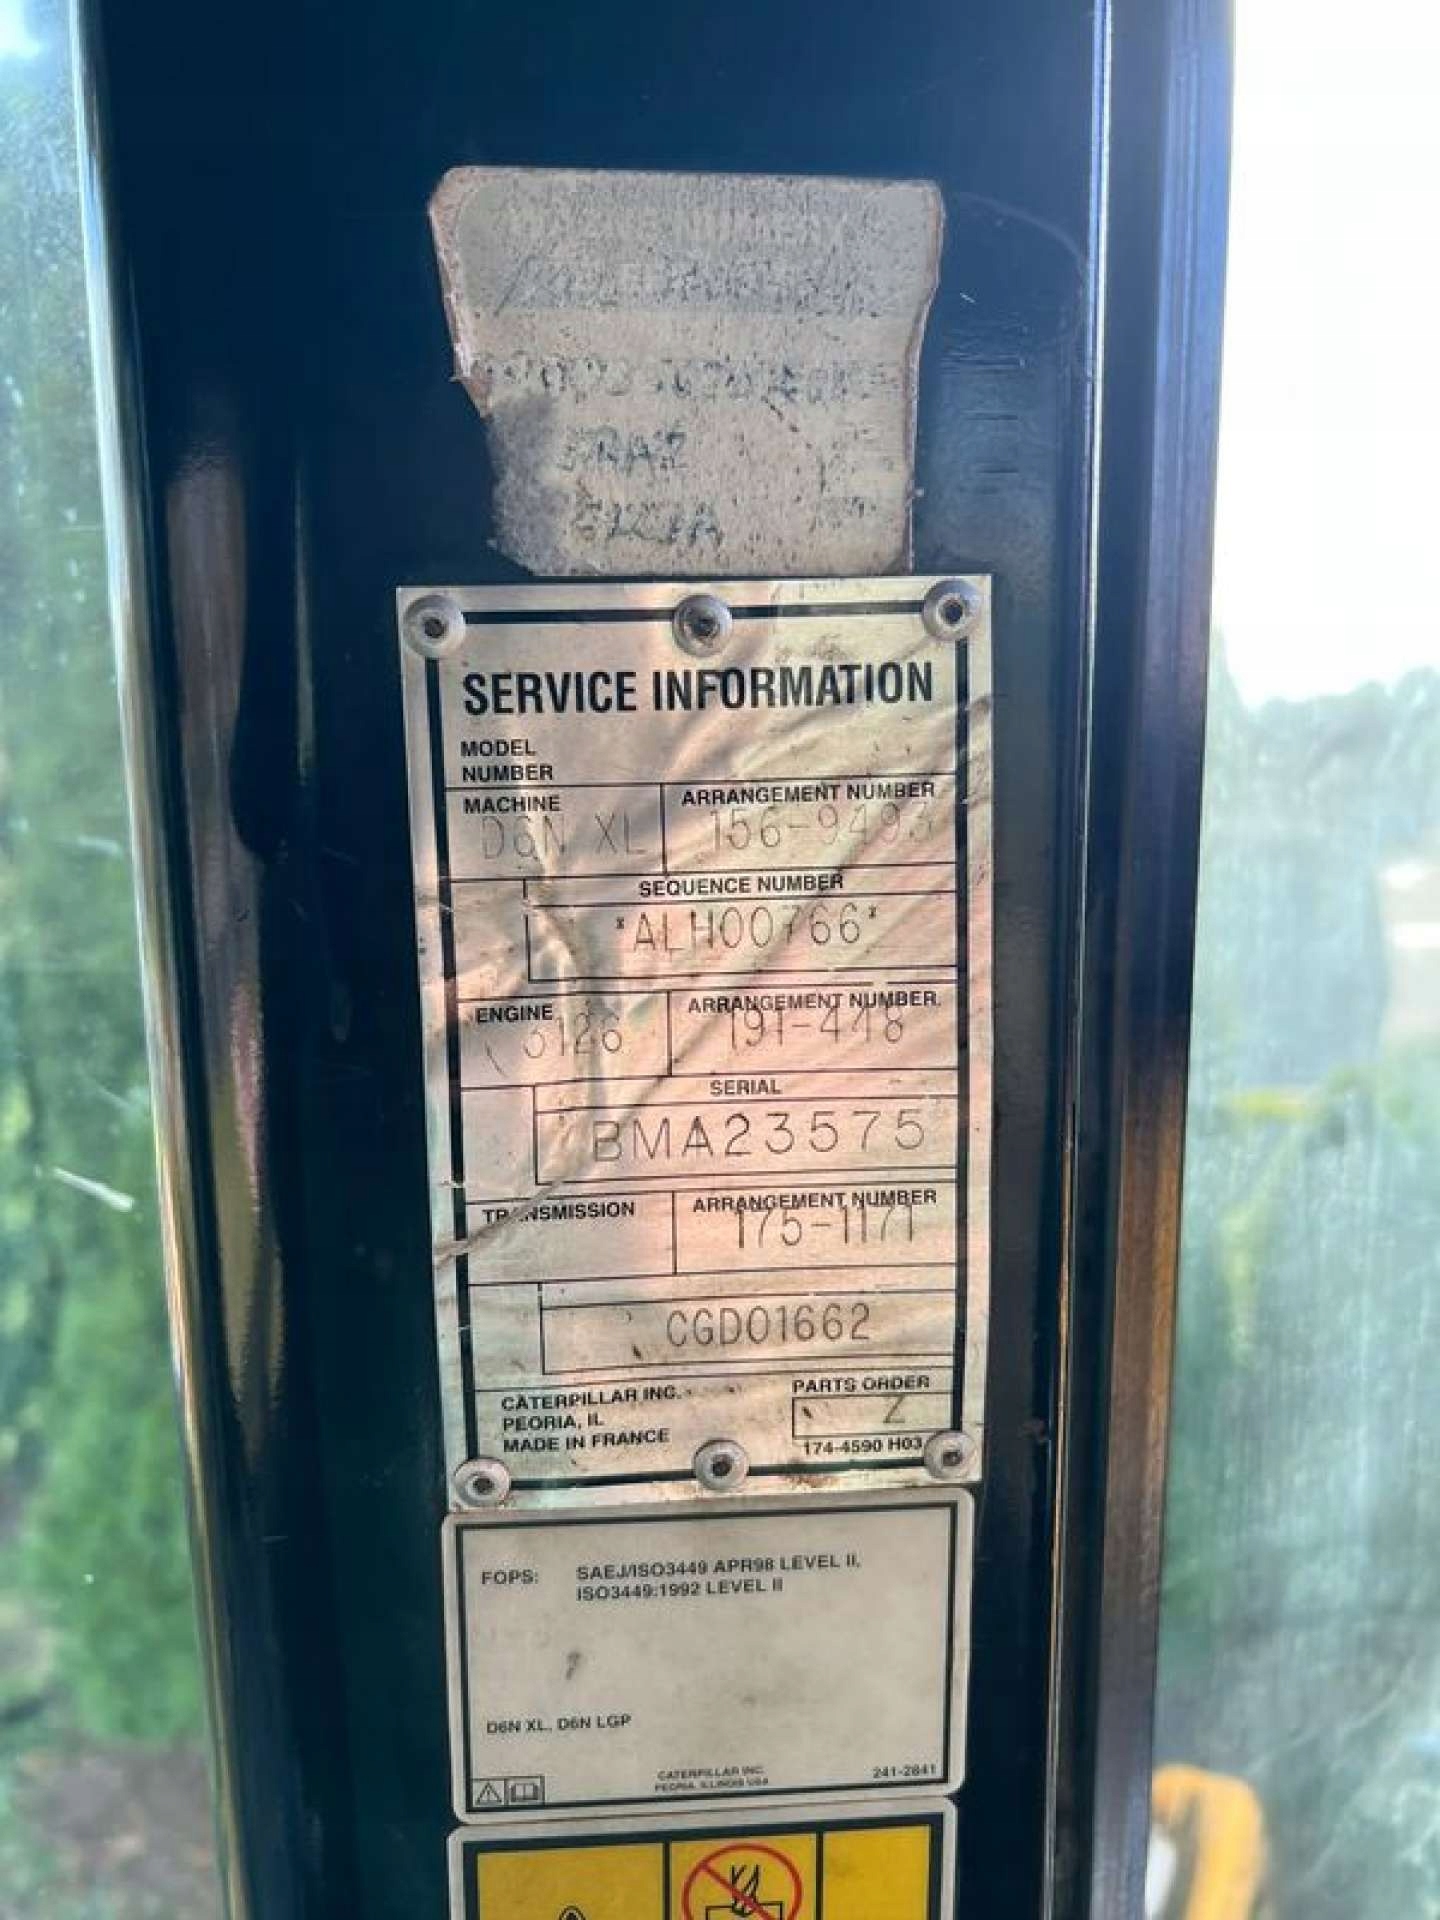 SERVICE INFORMATION
MODEL
NUMBER
MACHINE
D6N XL
ARRANGEMENT NUMBER
156-9493
SEQUENCE NUMBER
*ALH00766*
ENGINE
3126
ARRANGEMENT NUMBER
191-448
SERIAL
BMA23575
TRANSMISSION
ARRANGEMENT NUMBER
175-1171
CGD01662
CATERPILLAR INC.
PEORIA, IL
MADE IN FRANCE
PARTS ORDER
Z
174-4590 H03
FOPS:
SAEJ/ISO3449 APR98 LEVEL II,
ISO3449:1992 LEVEL II
D6N XL, D6N LGP
CATERPILLAR INC.
PEORIA, ILLINOIS USA
241-2841